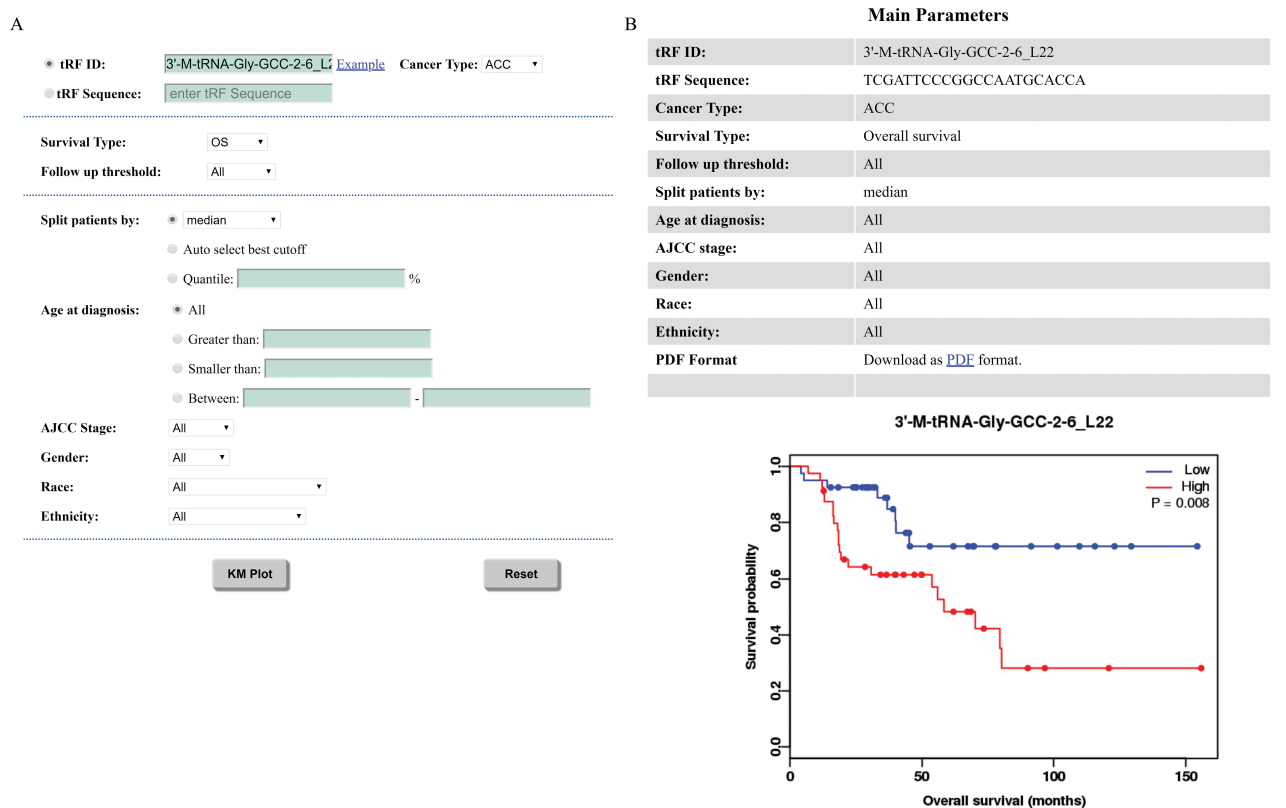 A
tRF ID: 3'-M-tRNA-Gly-GCC-2-6_L2 Example Cancer Type: ACC
tRF Sequence: enter tRF Sequence
Survival Type: OS
Follow up threshold: All
Split patients by: median
Auto select best cutoff
Quantile: %
Age at diagnosis: All
Greater than:
Smaller than:
Between: -
AJCC Stage: All
Gender: All
Race: All
Ethnicity: All
KM Plot Reset
B
Main Parameters
tRF ID: 3'-M-tRNA-Gly-GCC-2-6_L22
tRF Sequence: TCGATTCCCGGCCAATGCACCA
Cancer Type: ACC
Survival Type: Overall survival
Follow up threshold: All
Split patients by: median
Age at diagnosis: All
AJCC stage: All
Gender: All
Race: All
Ethnicity: All
PDF Format Download as PDF format.
3'-M-tRNA-Gly-GCC-2-6_L22
Low
High
P = 0.008
Survival probability
1.0
0.8
0.6
0.4
0.2
0.0
0 50 100 150
Overall survival (months)